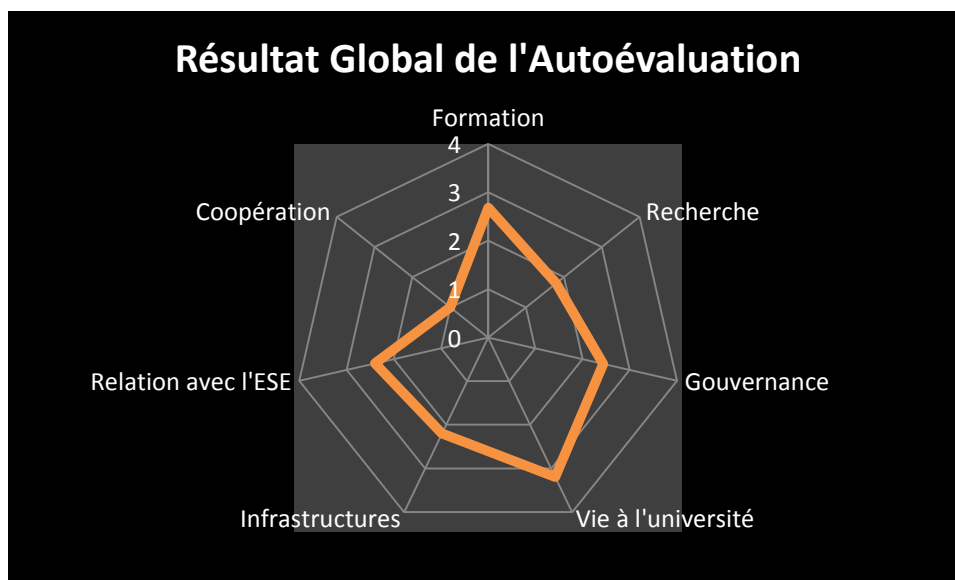 Résultat Global de l'Autoévaluation
Formation
4
3
2
1
0
Coopération
Recherche
Relation avec l'ESE
Gouvernance
Infrastructures
Vie à l'université